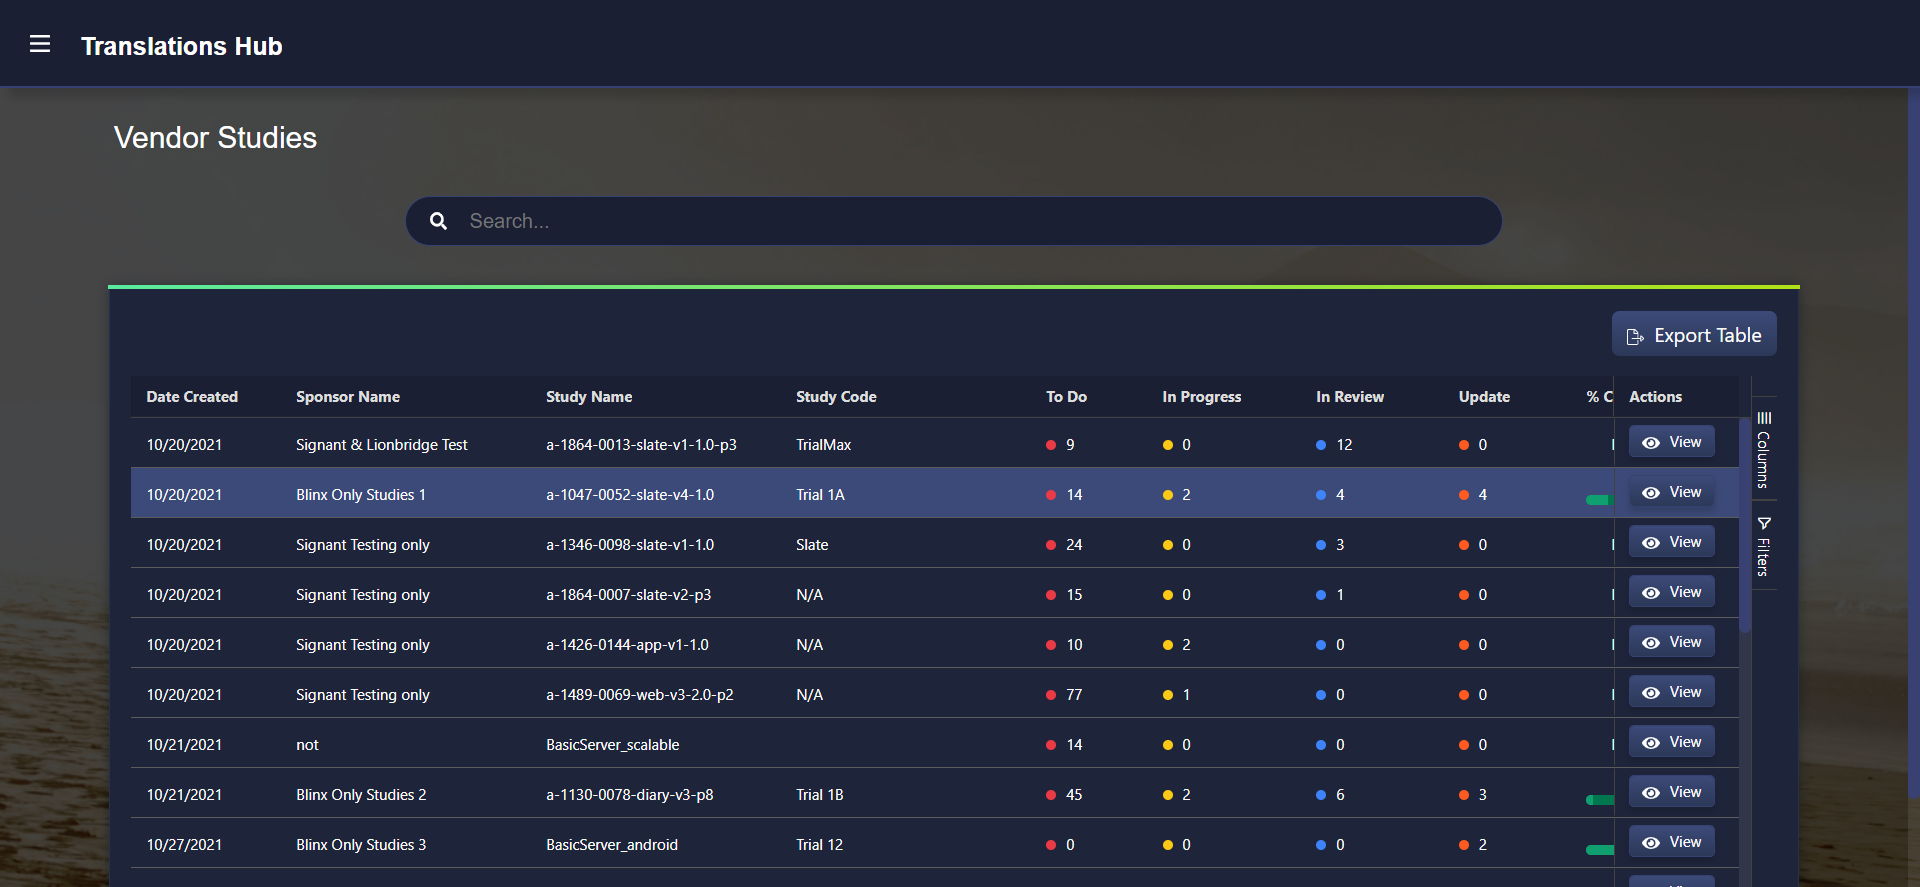 Translations Hub
Vendor Studies
Search...
Export Table
Date Created Sponsor Name Study Name Study Code To Do In Progress In Review Update % C Actions
10/20/2021 Signant & Lionbridge Test a-1864-0013-slate-v1-1.0-p3 TrialMax 9 0 12 0 View
10/20/2021 Blinx Only Studies 1 a-1047-0052-slate-v4-1.0 Trial 1A 14 2 4 4 View
10/20/2021 Signant Testing only a-1346-0098-slate-v1-1.0 Slate 24 0 3 0 View
10/20/2021 Signant Testing only a-1864-0007-slate-v2-p3 N/A 15 0 1 0 View
10/20/2021 Signant Testing only a-1426-0144-app-v1-1.0 N/A 10 2 0 0 View
10/20/2021 Signant Testing only a-1489-0069-web-v3-2.0-p2 N/A 77 1 0 0 View
10/21/2021 not BasicServer_scalable 14 0 0 0 View
10/21/2021 Blinx Only Studies 2 a-1130-0078-diary-v3-p8 Trial 1B 45 2 6 3 View
10/27/2021 Blinx Only Studies 3 BasicServer_android Trial 12 0 0 0 2 View
Columns
Filters